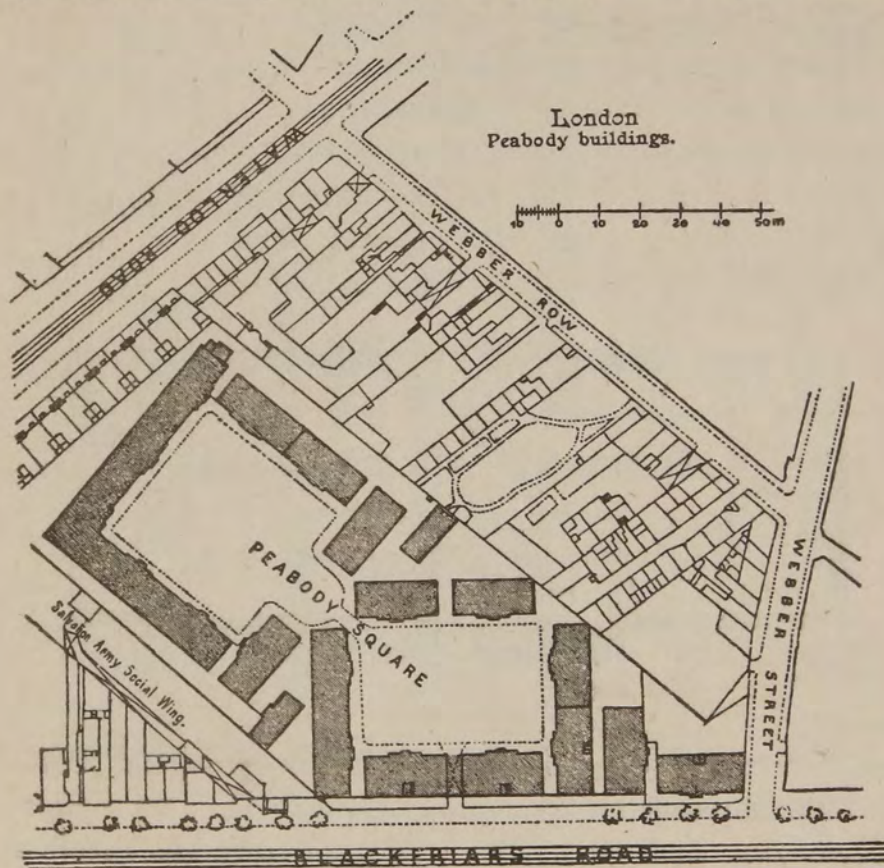 London
Peabody buildings.
10 0 10 20 30 40 50m
WATERLOO ROAD
WEBBER ROW
PEABODY SQUARE
Salvation Army Social Wing.
WEBBER STREET
BLACKFRIARS ROAD